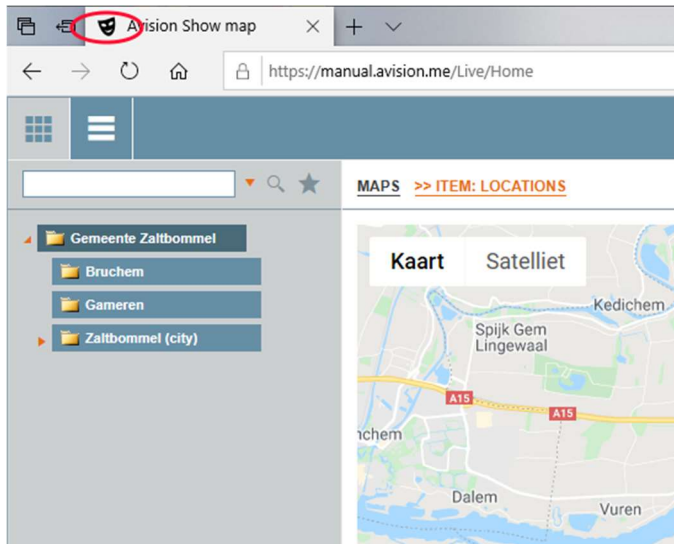 Avision Show map
https://manual.avision.me/Live/Home
MAPS >> ITEM: LOCATIONS
Gemeente Zaltbommel
Bruchem
Gameren
Zaltbommel (city)
Kaart Satelliet
Kedichem
Spijk Gem
Lingewaal
A15
A15
nchem
Dalem
Vuren